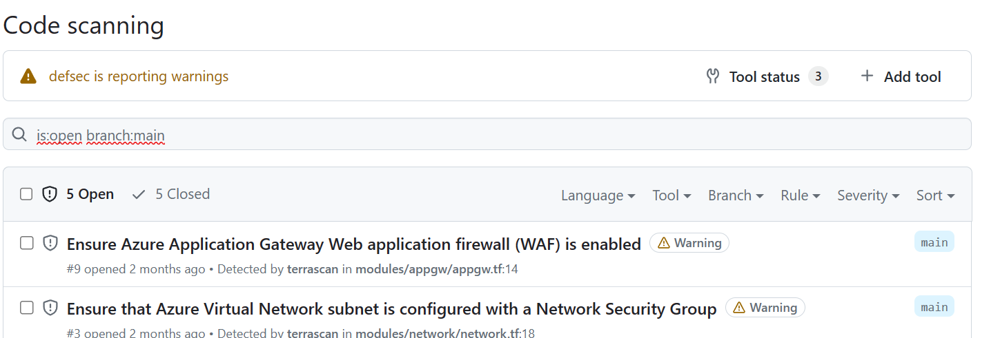 Code scanning
defsec is reporting warnings
Tool status 3
Add tool
is:open branch:main
5 Open
5 Closed
Language
Tool
Branch
Rule
Severity
Sort
Ensure Azure Application Gateway Web application firewall (WAF) is enabled
Warning
main
#9 opened 2 months ago • Detected by terrascan in modules/appgw/appgw.tf:14
Ensure that Azure Virtual Network subnet is configured with a Network Security Group
Warning
main
#3 opened 2 months ago • Detected by terrascan in modules/network/network.tf:18